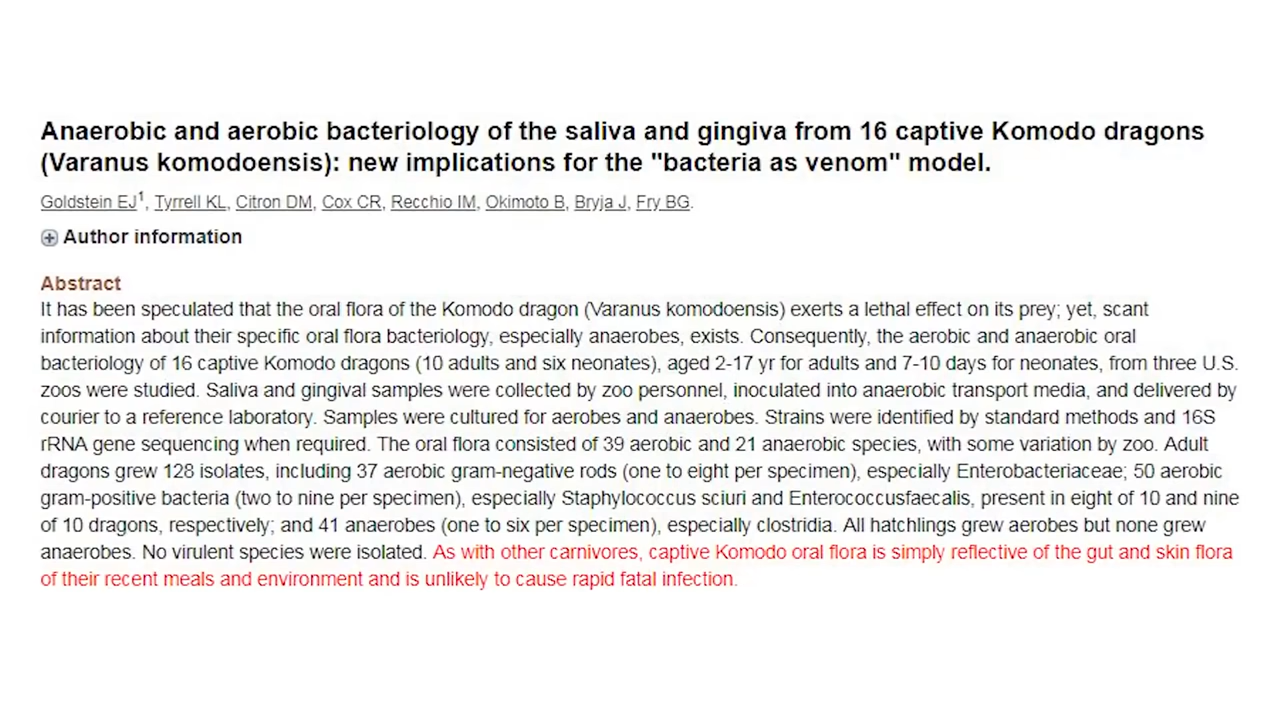 Anaerobic and aerobic bacteriology of the saliva and gingiva from 16 captive Komodo dragons
(Varanus komodoensis): new implications for the "bacteria as venom" model.
Goldstein EJ1, Tyrrell KL, Citron DM, Cox CR, Recchio IM, Okimoto B, Bryja J, Fry BG.
Author information
Abstract
It has been speculated that the oral flora of the Komodo dragon (Varanus komodoensis) exerts a lethal effect on its prey; yet, scant
information about their specific oral flora bacteriology, especially anaerobes, exists. Consequently, the aerobic and anaerobic oral
bacteriology of 16 captive Komodo dragons (10 adults and six neonates), aged 2-17 yr for adults and 7-10 days for neonates, from three U.S.
zoos were studied. Saliva and gingival samples were collected by zoo personnel, inoculated into anaerobic transport media, and delivered by
courier to a reference laboratory. Samples were cultured for aerobes and anaerobes. Strains were identified by standard methods and 16S
rRNA gene sequencing when required. The oral flora consisted of 39 aerobic and 21 anaerobic species, with some variation by zoo. Adult
dragons grew 128 isolates, including 37 aerobic gram-negative rods (one to eight per specimen), especially Enterobacteriaceae; 50 aerobic
gram-positive bacteria (two to nine per specimen), especially Staphylococcus sciuri and Enterococcusfaecalis, present in eight of 10 and nine
of 10 dragons, respectively; and 41 anaerobes (one to six per specimen), especially clostridia. All hatchlings grew aerobes but none grew
anaerobes. No virulent species were isolated. As with other carnivores, captive Komodo oral flora is simply reflective of the gut and skin flora
of their recent meals and environment and is unlikely to cause rapid fatal infection.